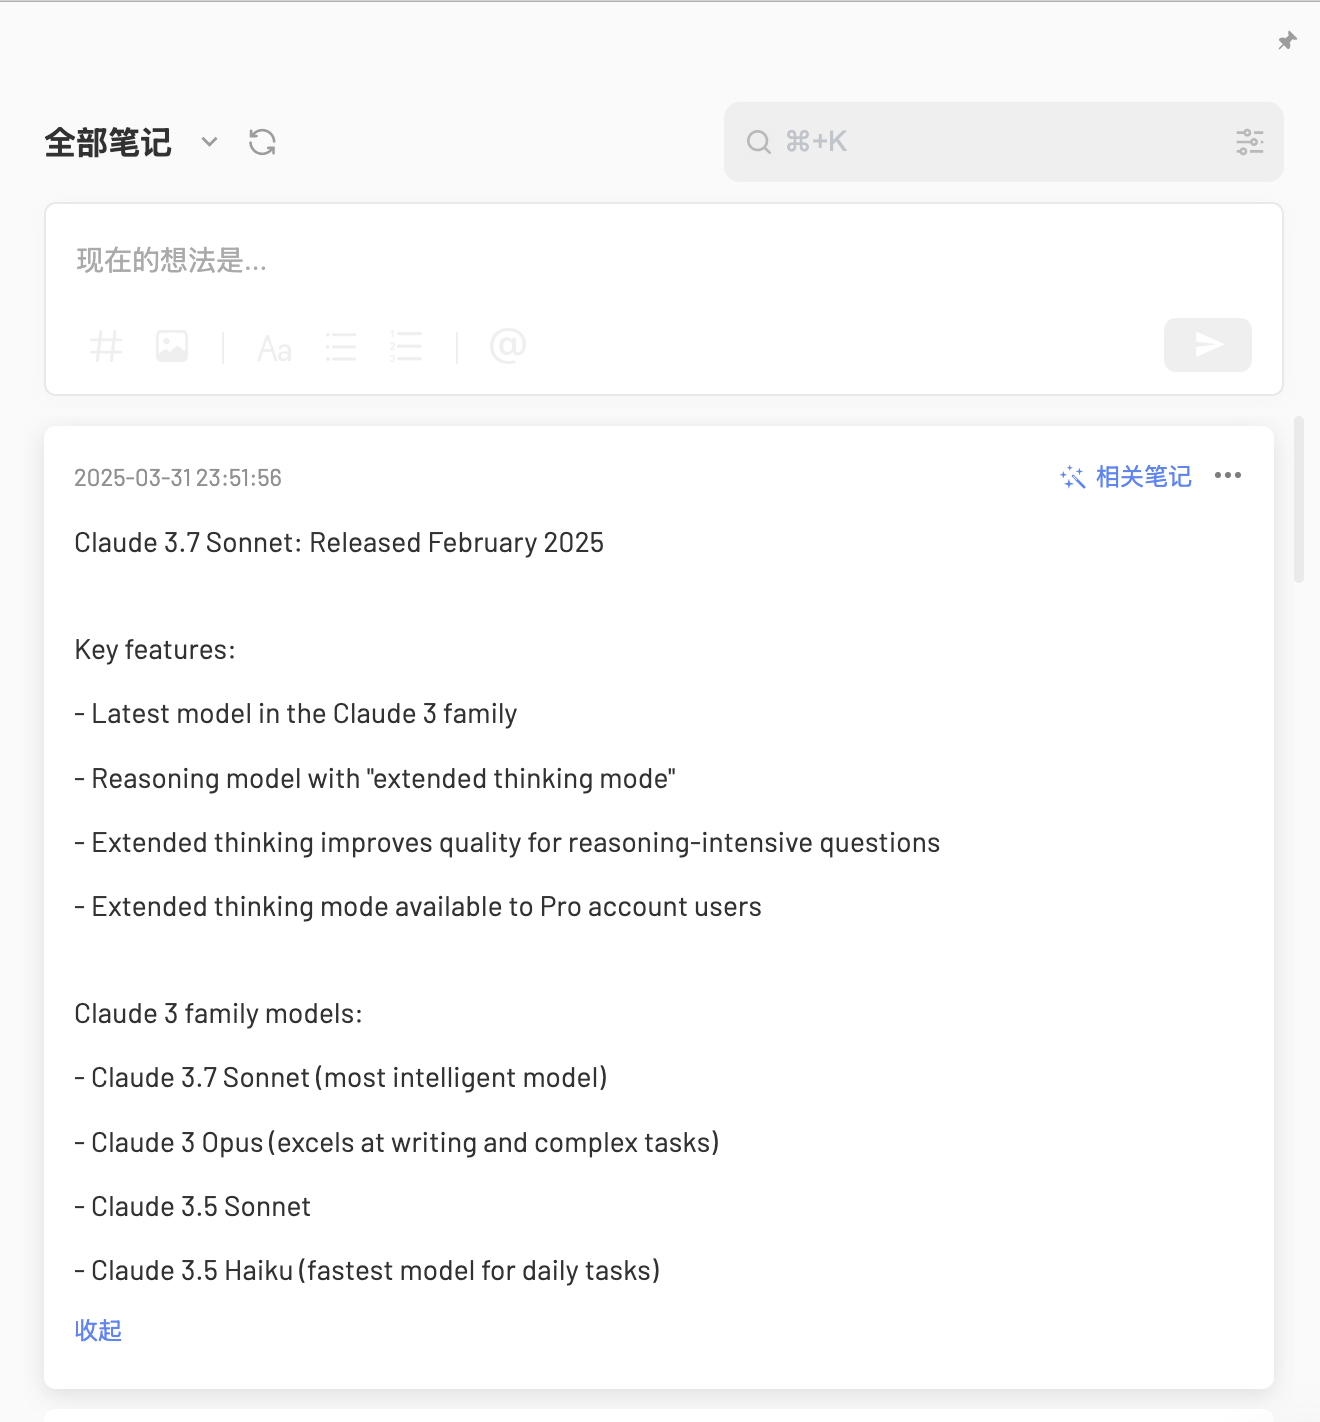 全部笔记
⌘+K
现在的想法是...
# Aa 1 2 3 @
2025-03-31 23:51:56 相关笔记
Claude 3.7 Sonnet: Released February 2025
Key features:
- Latest model in the Claude 3 family
- Reasoning model with "extended thinking mode"
- Extended thinking improves quality for reasoning-intensive questions
- Extended thinking mode available to Pro account users
Claude 3 family models:
- Claude 3.7 Sonnet (most intelligent model)
- Claude 3 Opus (excels at writing and complex tasks)
- Claude 3.5 Sonnet
- Claude 3.5 Haiku (fastest model for daily tasks)
收起